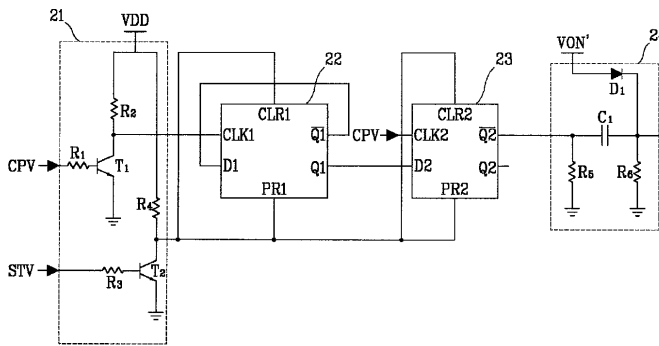 21
VDD
22
23
VON'
2
D1
R2
CLR1
CLR2
C1
CLK1
Q1
CPV
CLK2
Q2
CPV
R1
T1
D1
Q1
D2
Q2
R5
R6
R4
PR1
PR2
STV
R3
T2